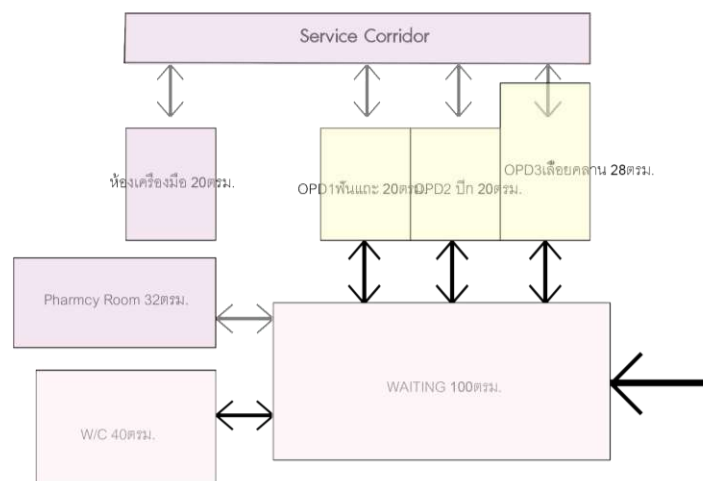 Service Corridor
ห้องเครื่องมือ 20ตรม.
OPD1ฟันแถะ 20ตรม.
OPD2 ปีก 20ตรม.
OPD3เลื้อยคลาน 28ตรม.
Pharmcy Room 32ตรม.
WAITING 100ตรม.
W/C 40ตรม.